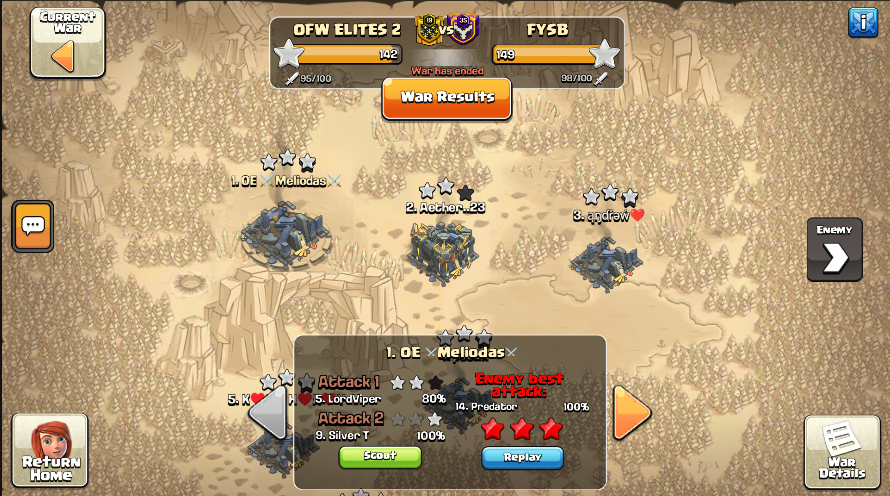 Current War
OFW ELITES 2
19
vs
35
FYSB
142
149
War has ended
95/100
98/100
War Results
1. OE ⚔Meliodas⚔
2. Aether..23
3. ąŋdřəw❤️
Enemy
1. OE ⚔Meliodas⚔
Attack 1
5. LordViper
80%
Attack 2
9. Silver T
100%
Enemy best attack:
14. Predator
100%
Scout
Replay
Return Home
War Details